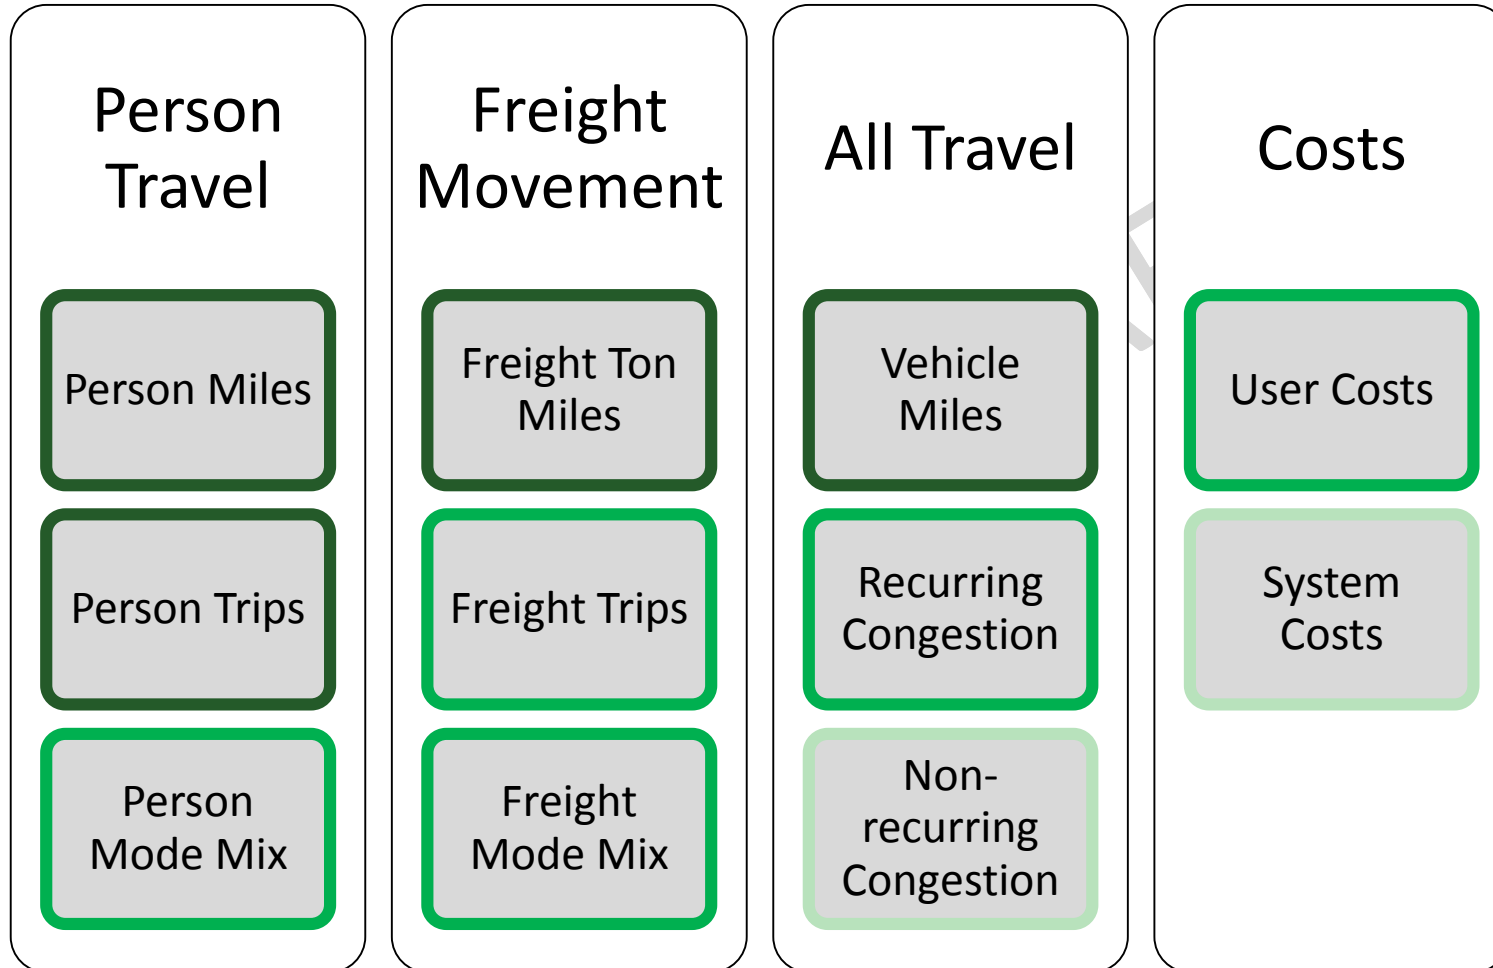 Person
Travel
Person Miles
Person Trips
Person
Mode Mix
Freight
Movement
Freight Ton
Miles
Freight Trips
Freight
Mode Mix
All Travel
Vehicle
Miles
Recurring
Congestion
Non-
recurring
Congestion
Costs
User Costs
System
Costs